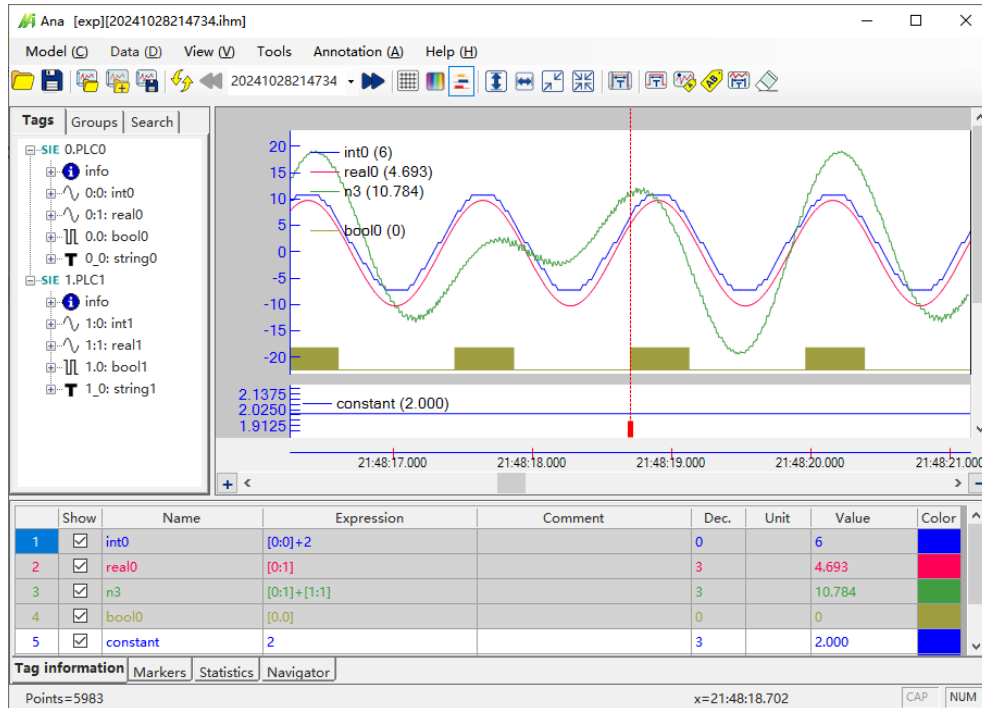 Ana [exp][20241028214734.ihm]
Model (C) Data (D) View (V) Tools Annotation (A) Help (H)
20241028214734
AB
Tags Groups Search
SIE 0.PLC0
info
0:0: int0
0:1: real0
0.0: bool0
T 0_0: string0
SIE 1.PLC1
info
1:0: int1
1:1: real1
1.0: bool1
T 1_0: string1
20
15
10
5
0
-5
-10
-15
-20
int0 (6)
real0 (4.693)
n3 (10.784)
bool0 (0)
2.1375
2.0250
1.9125
constant (2.000)
21:48:17.000 21:48:18.000 21:48:19.000 21:48:20.000 21:48:21.000
Show Name Expression Comment Dec. Unit Value Color
1 int0 [0:0]+2 0 6
2 real0 [0:1] 3 4.693
3 n3 [0:1]+[1:1] 3 10.784
4 bool0 [0.0] 0 0
5 constant 2 3 2.000
Tag information Markers Statistics Navigator
Points=5983 x=21:48:18.702 CAP NUM